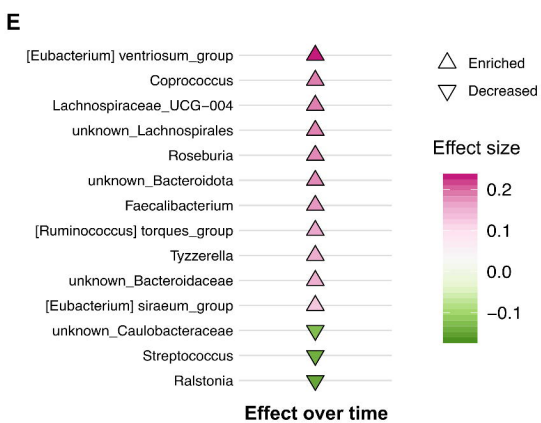 E
[Eubacterium] ventriosum_group
Coprococcus
Lachnospiraceae_UCG−004
unknown_Lachnospirales
Roseburia
unknown_Bacteroidota
Faecalibacterium
[Ruminococcus] torques_group
Tyzzerella
unknown_Bacteroidaceae
[Eubacterium] siraeum_group
unknown_Caulobacteraceae
Streptococcus
Ralstonia
Effect over time
Enriched
Decreased
Effect size
0.2
0.1
0.0
−0.1